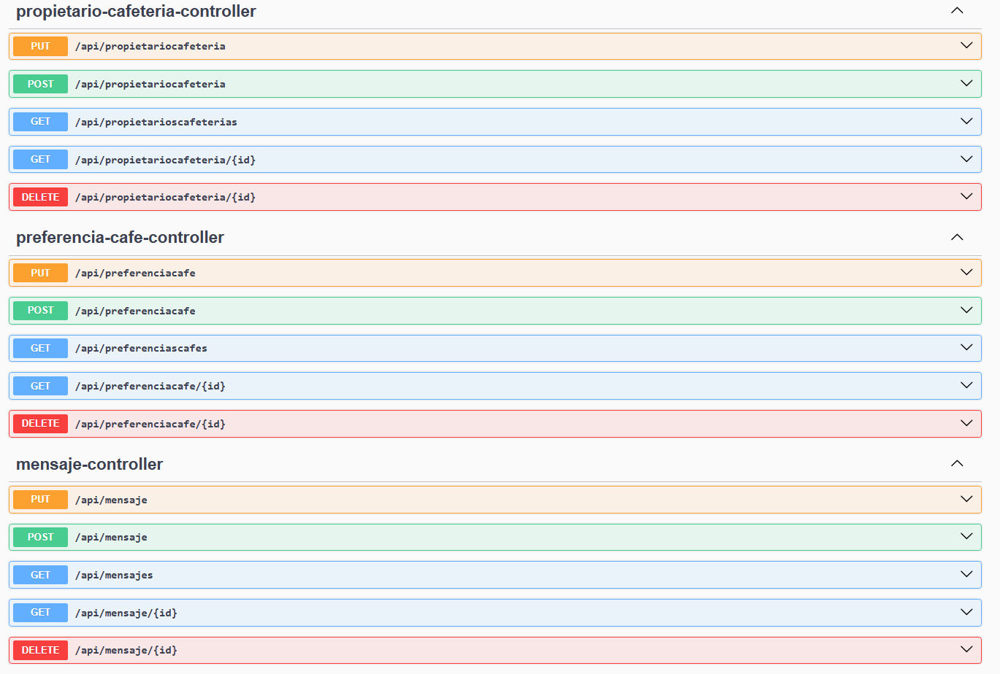 propietario-cafeteria-controller
PUT /api/propietariocafeteria
POST /api/propietariocafeteria
GET /api/propietarioscafeterias
GET /api/propietariocafeteria/{id}
DELETE /api/propietariocafeteria/{id}
preferencia-cafe-controller
PUT /api/preferenciacafe
POST /api/preferenciacafe
GET /api/preferenciascafes
GET /api/preferenciacafe/{id}
DELETE /api/preferenciacafe/{id}
mensaje-controller
PUT /api/mensaje
POST /api/mensaje
GET /api/mensajes
GET /api/mensaje/{id}
DELETE /api/mensaje/{id}